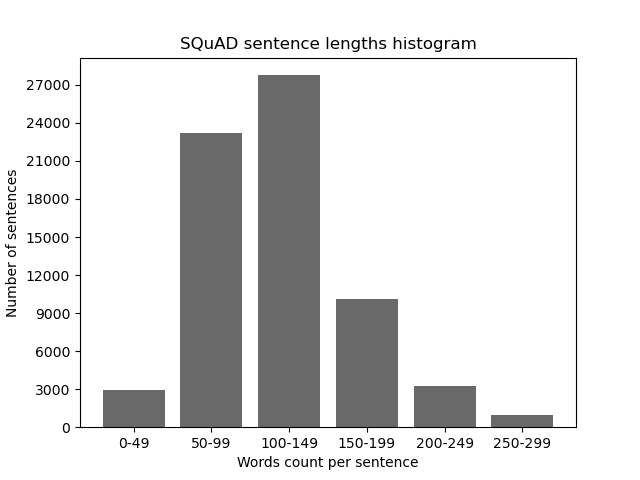 SQuAD sentence lengths histogram
27000
24000
21000
18000
15000
12000
9000
6000
3000
0
Number of sentences
0-49 50-99 100-149 150-199 200-249 250-299
Words count per sentence